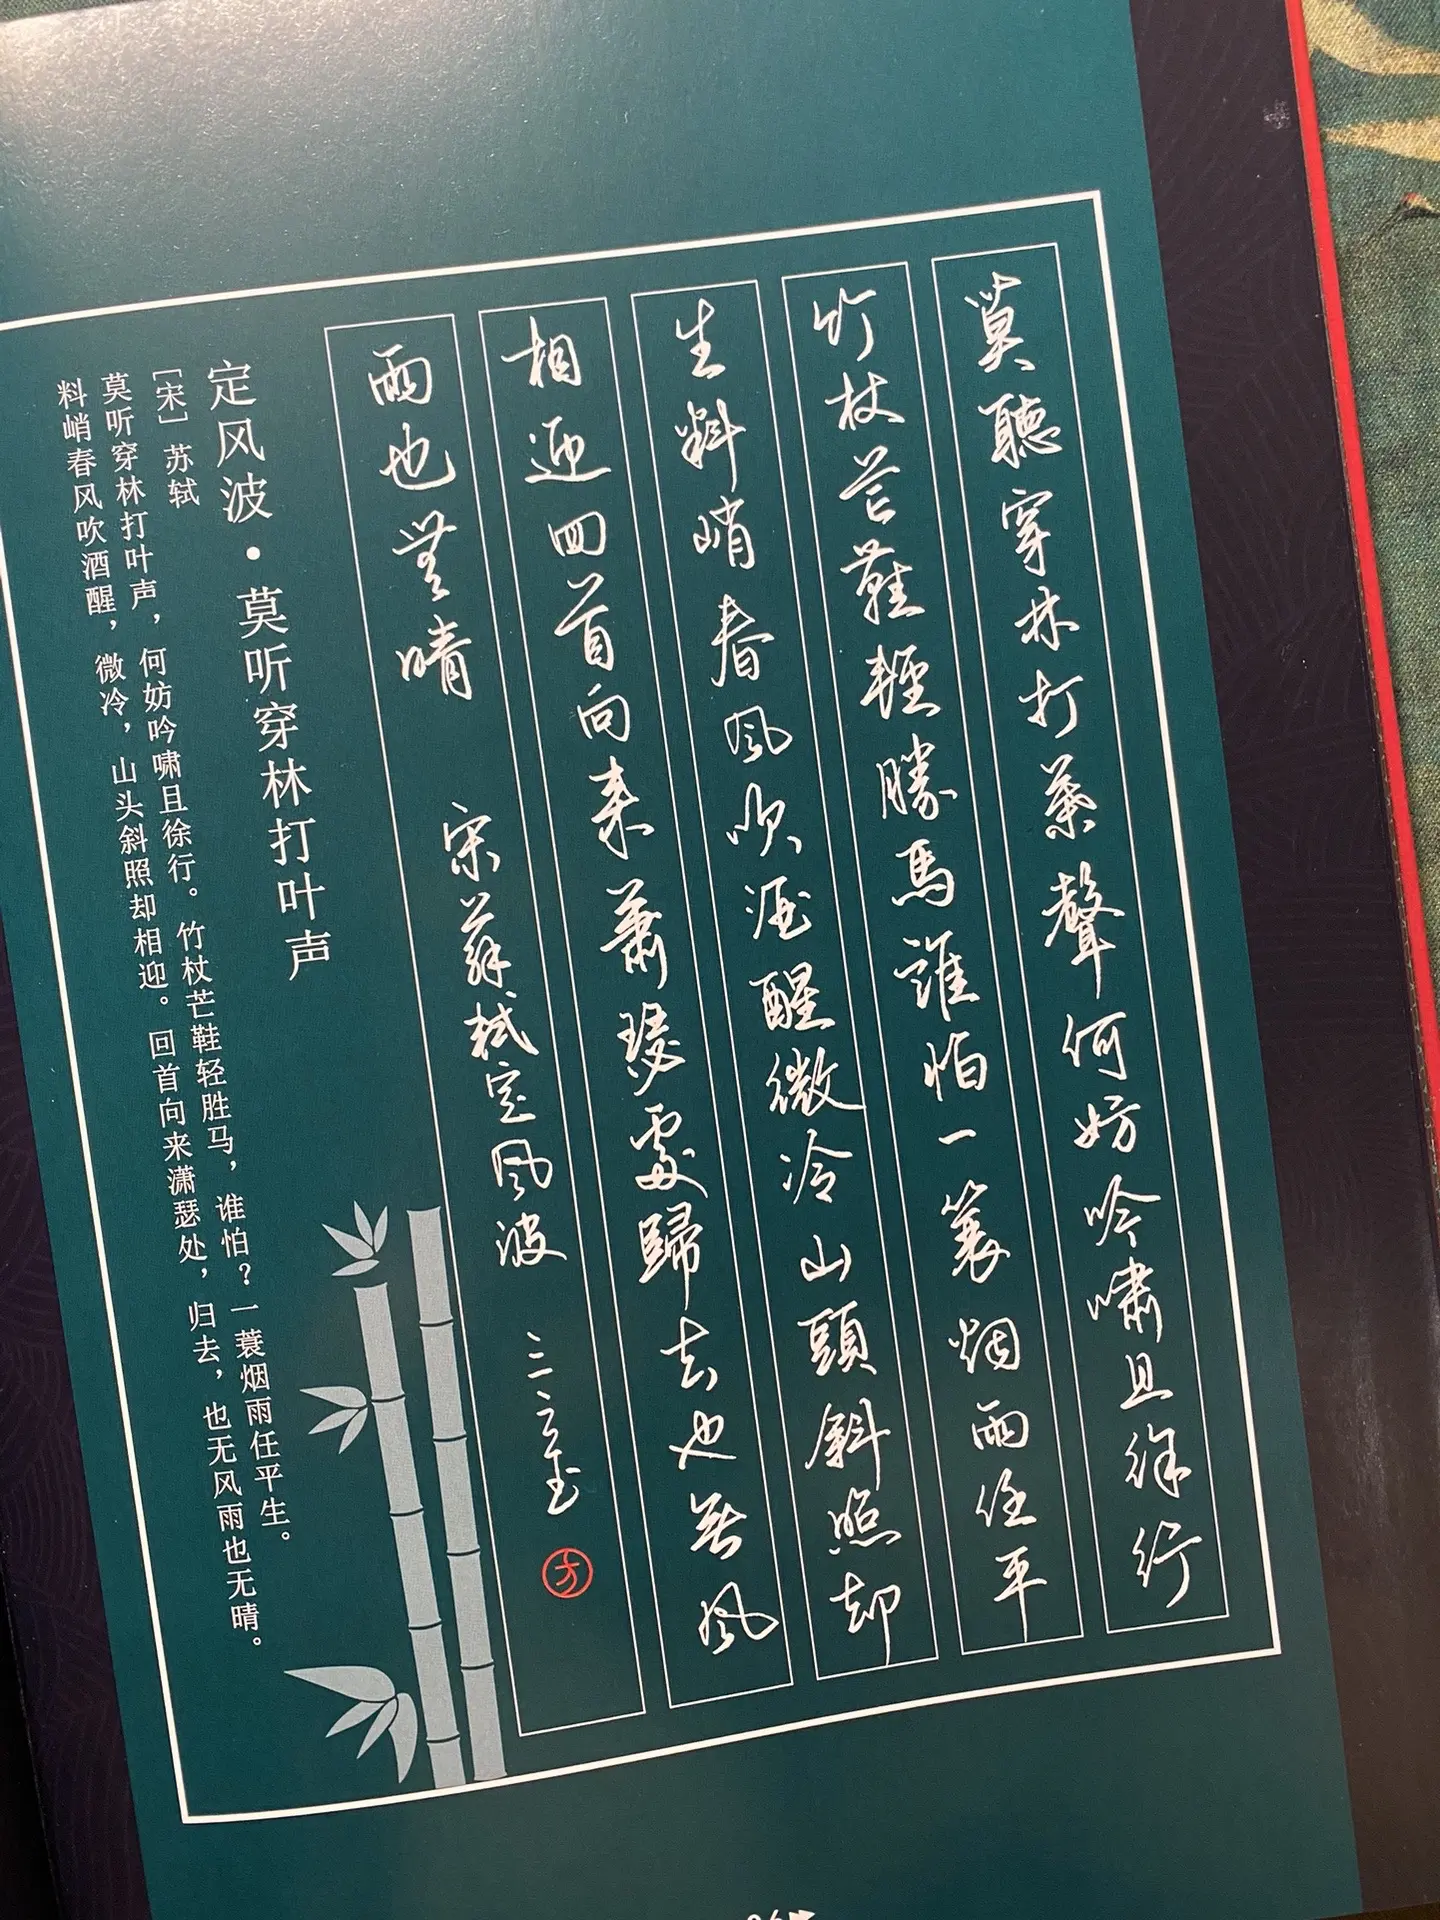 莫聽穿林打葉聲何妨吟嘯且徐行
竹杖芒鞋輕勝馬誰怕一蓑烟雨任平
生料峭春風吹酒醒微冷山頭斜照却
相迎回首向来蕭瑟處歸去也無風
雨也無晴 宋蘇軾定風波
定风波·莫听穿林打叶声
［宋］苏轼
莫听穿林打叶声，何妨吟啸且徐行。竹杖芒鞋轻胜马，谁怕？一蓑烟雨任平生。
料峭春风吹酒醒，微冷，山头斜照却相迎。回首向来潇瑟处，归去，也无风雨也无晴。